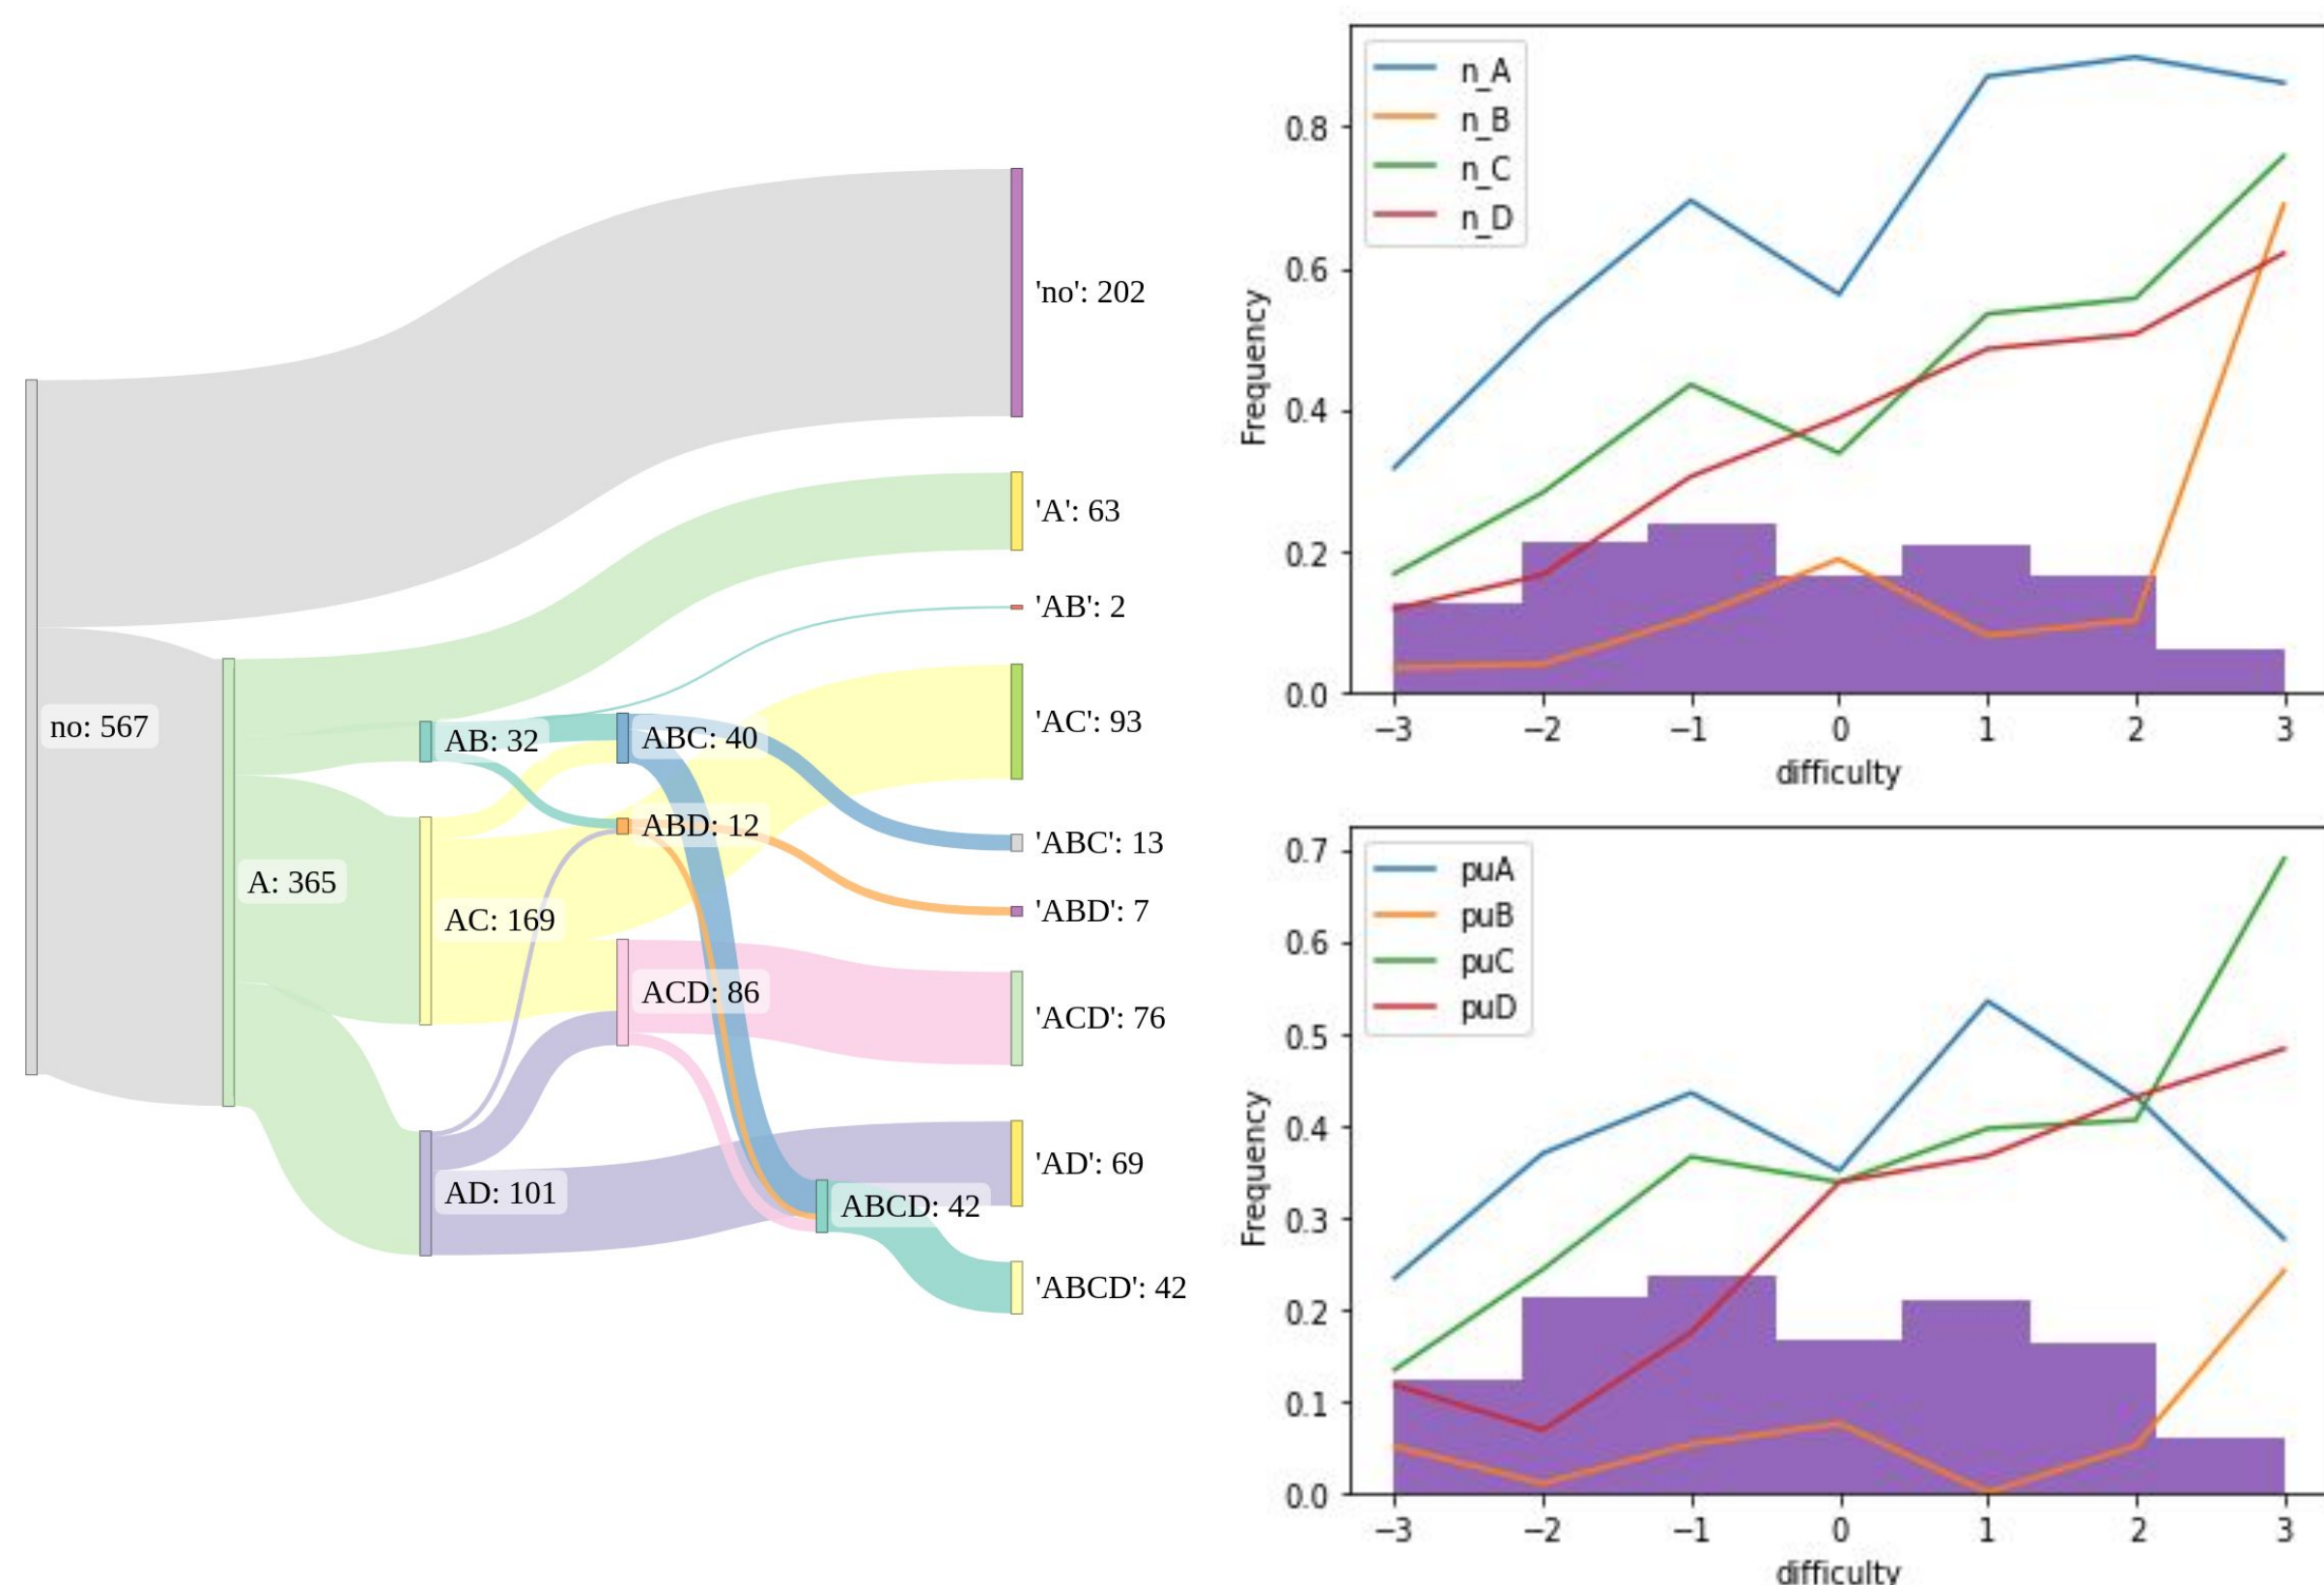 no: 567
A: 365
AB: 32
AC: 169
AD: 101
ABC: 40
ABD: 12
ACD: 86
ABCD: 42
'no': 202
'A': 63
'AB': 2
'AC': 93
'ABC': 13
'ABD': 7
'ACD': 76
'AD': 69
'ABCD': 42
n_A
n_B
n_C
n_D
Frequency
0.8
0.6
0.4
0.2
0.0
−3 −2 −1 0 1 2 3
difficulty
puA
puB
puC
puD
Frequency
0.7
0.6
0.5
0.4
0.3
0.2
0.1
0.0
−3 −2 −1 0 1 2 3
difficulty